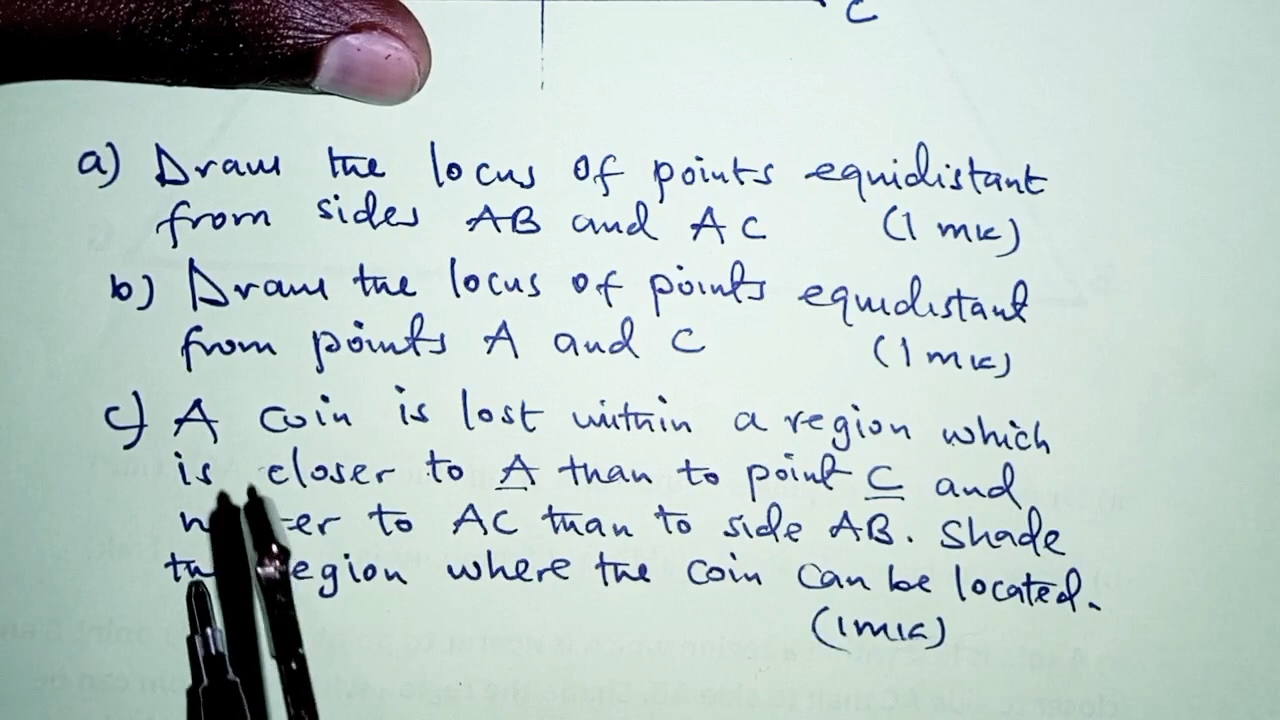 C
a) Draw the locus of points equidistant
from sides AB and AC (1 mk)
b) Draw the locus of points equidistant
from points A and C (1 mk)
c) A coin is lost within a region which
is closer to A than to point C and
to AC than to side AB. Shade
region where the coin can be located.
(1 mk)